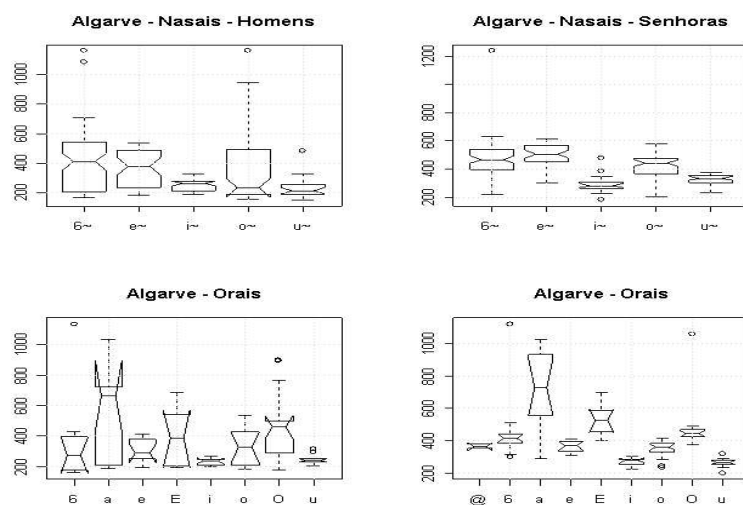 Algarve - Nasais - Homens
1000
800
600
400
200
6~ e~ i~ o~ u~
Algarve - Nasais - Senhoras
1200
800
600
400
200
6~ e~ i~ o~ u~
Algarve - Orais
1000
800
600
400
200
6 a e E i o O u
Algarve - Orais
1000
800
600
400
200
@ 6 a e E i o O u